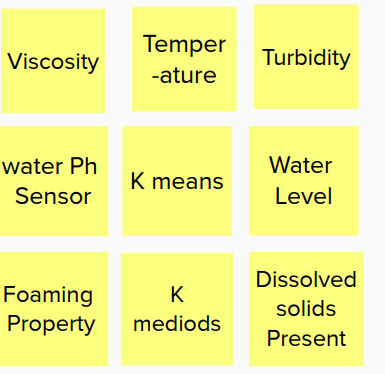 Viscosity
Temper
-ature
Turbidity
water Ph
Sensor
K means
Water
Level
Foaming
Property
K
mediods
Dissolved
solids
Present